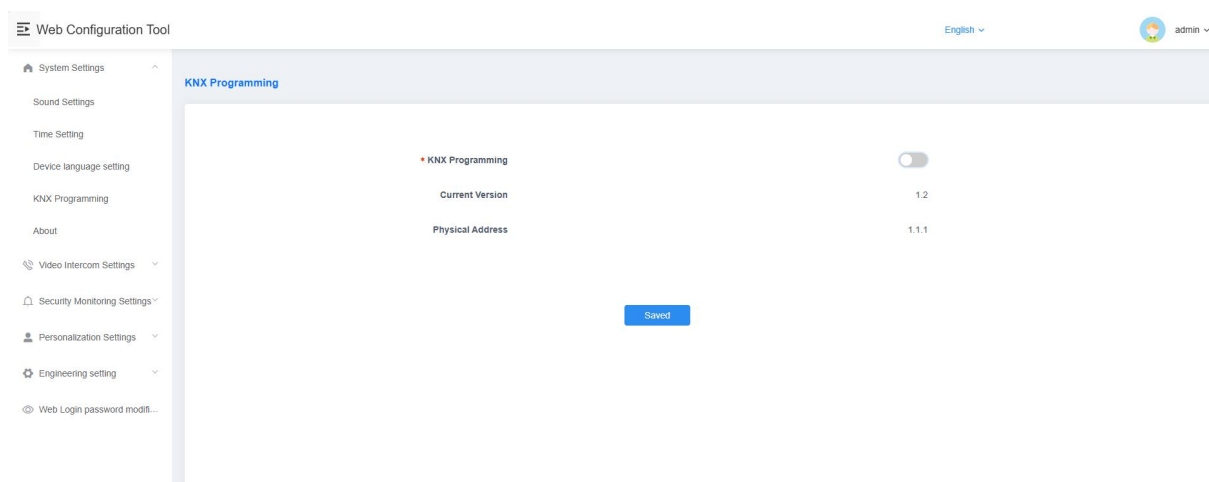 Web Configuration Tool
English
admin
System Settings
Sound Settings
Time Setting
Device language setting
KNX Programming
About
Video Intercom Settings
Security Monitoring Settings
Personalization Settings
Engineering setting
Web Login password modifi...
KNX Programming
* KNX Programming
Current Version 1.2
Physical Address 1.1.1
Saved